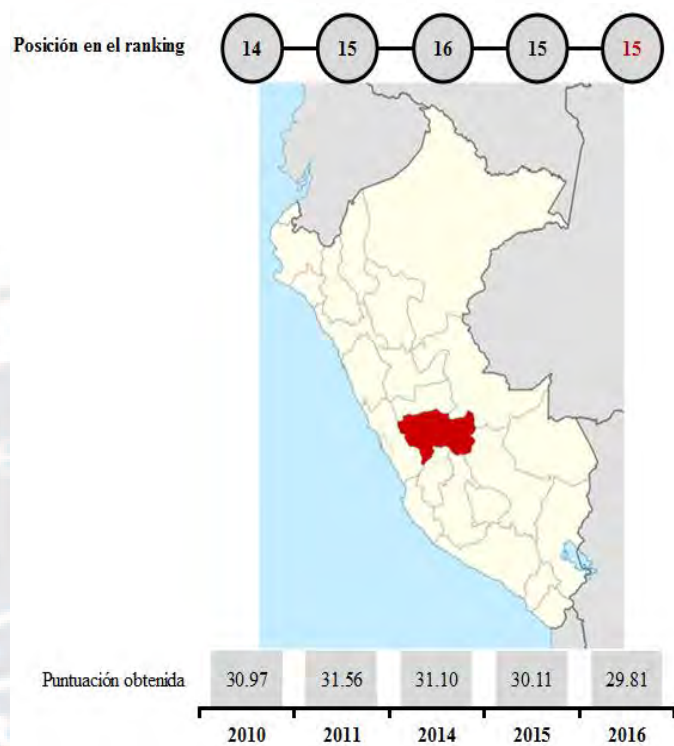 Posición en el ranking 14 15 16 15 15
Puntuación obtenida 30.97 31.56 31.10 30.11 29.81
2010 2011 2014 2015 2016